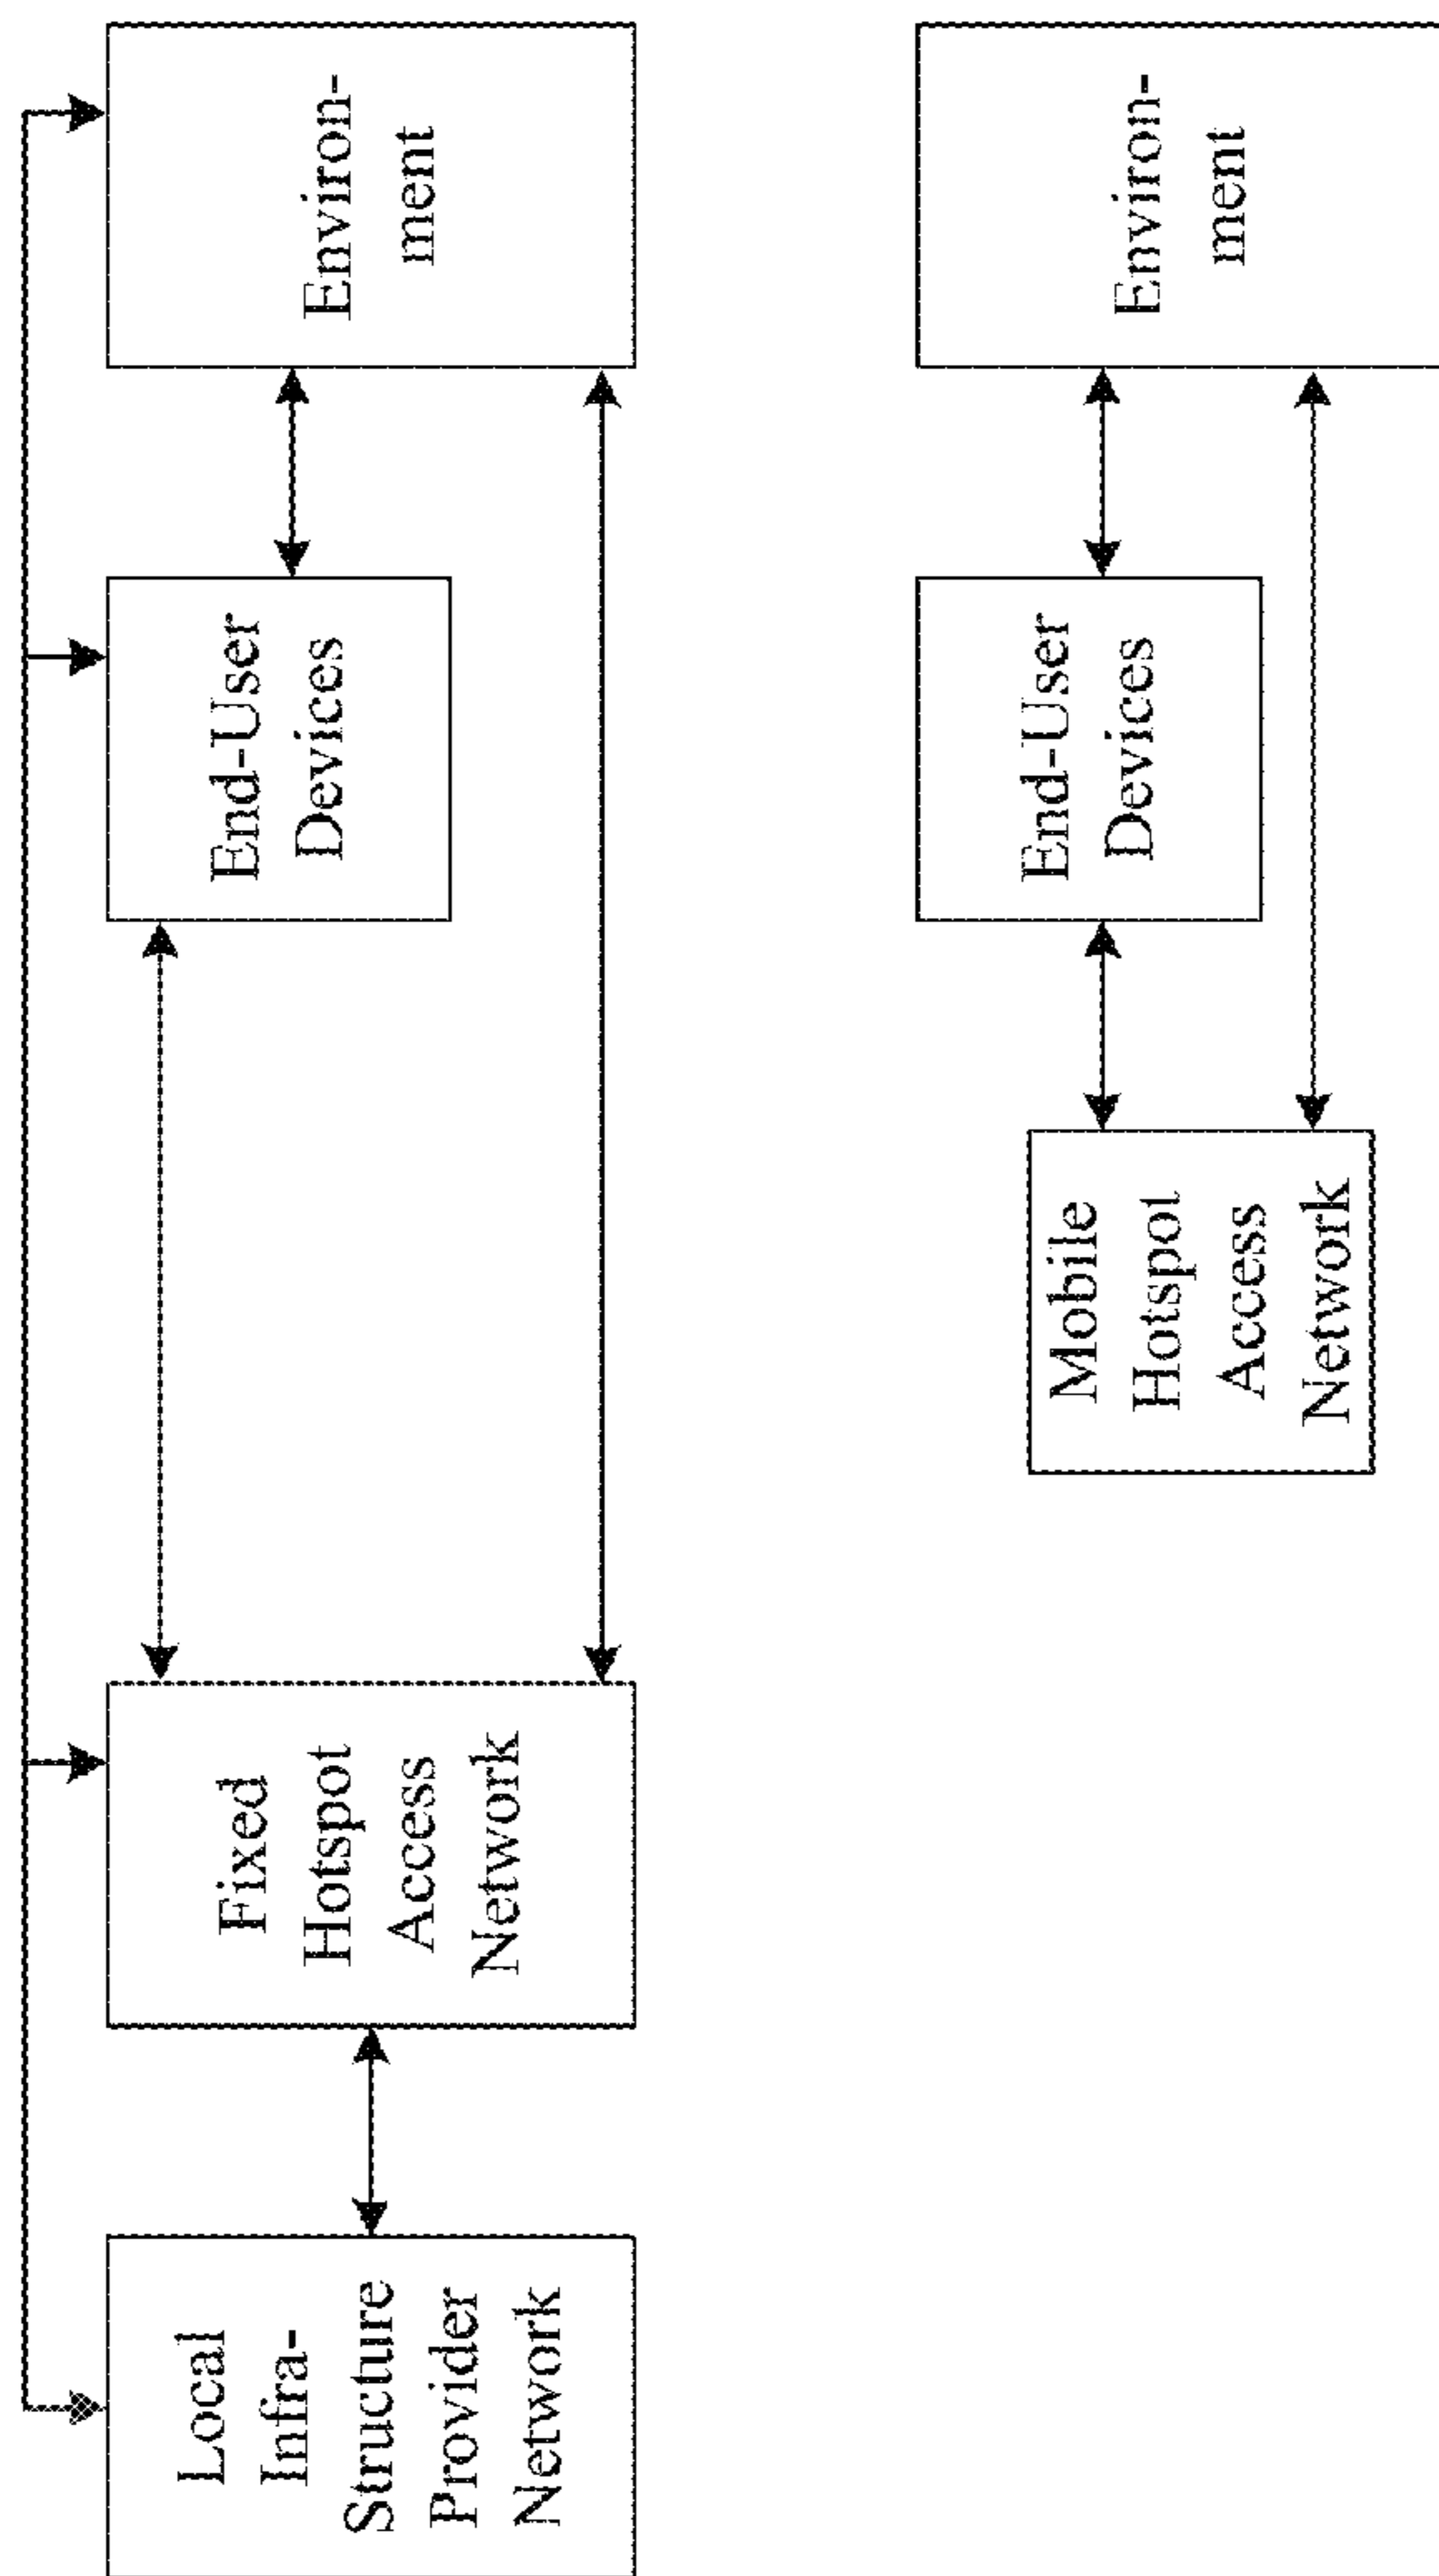 Local
Infra-
Structure
Provider
Network
Fixed
Hotspot
Access
Network
End-User
Devices
Environ-
ment
Mobile
Hotspot
Access
Network
End-User
Devices
Environ-
ment